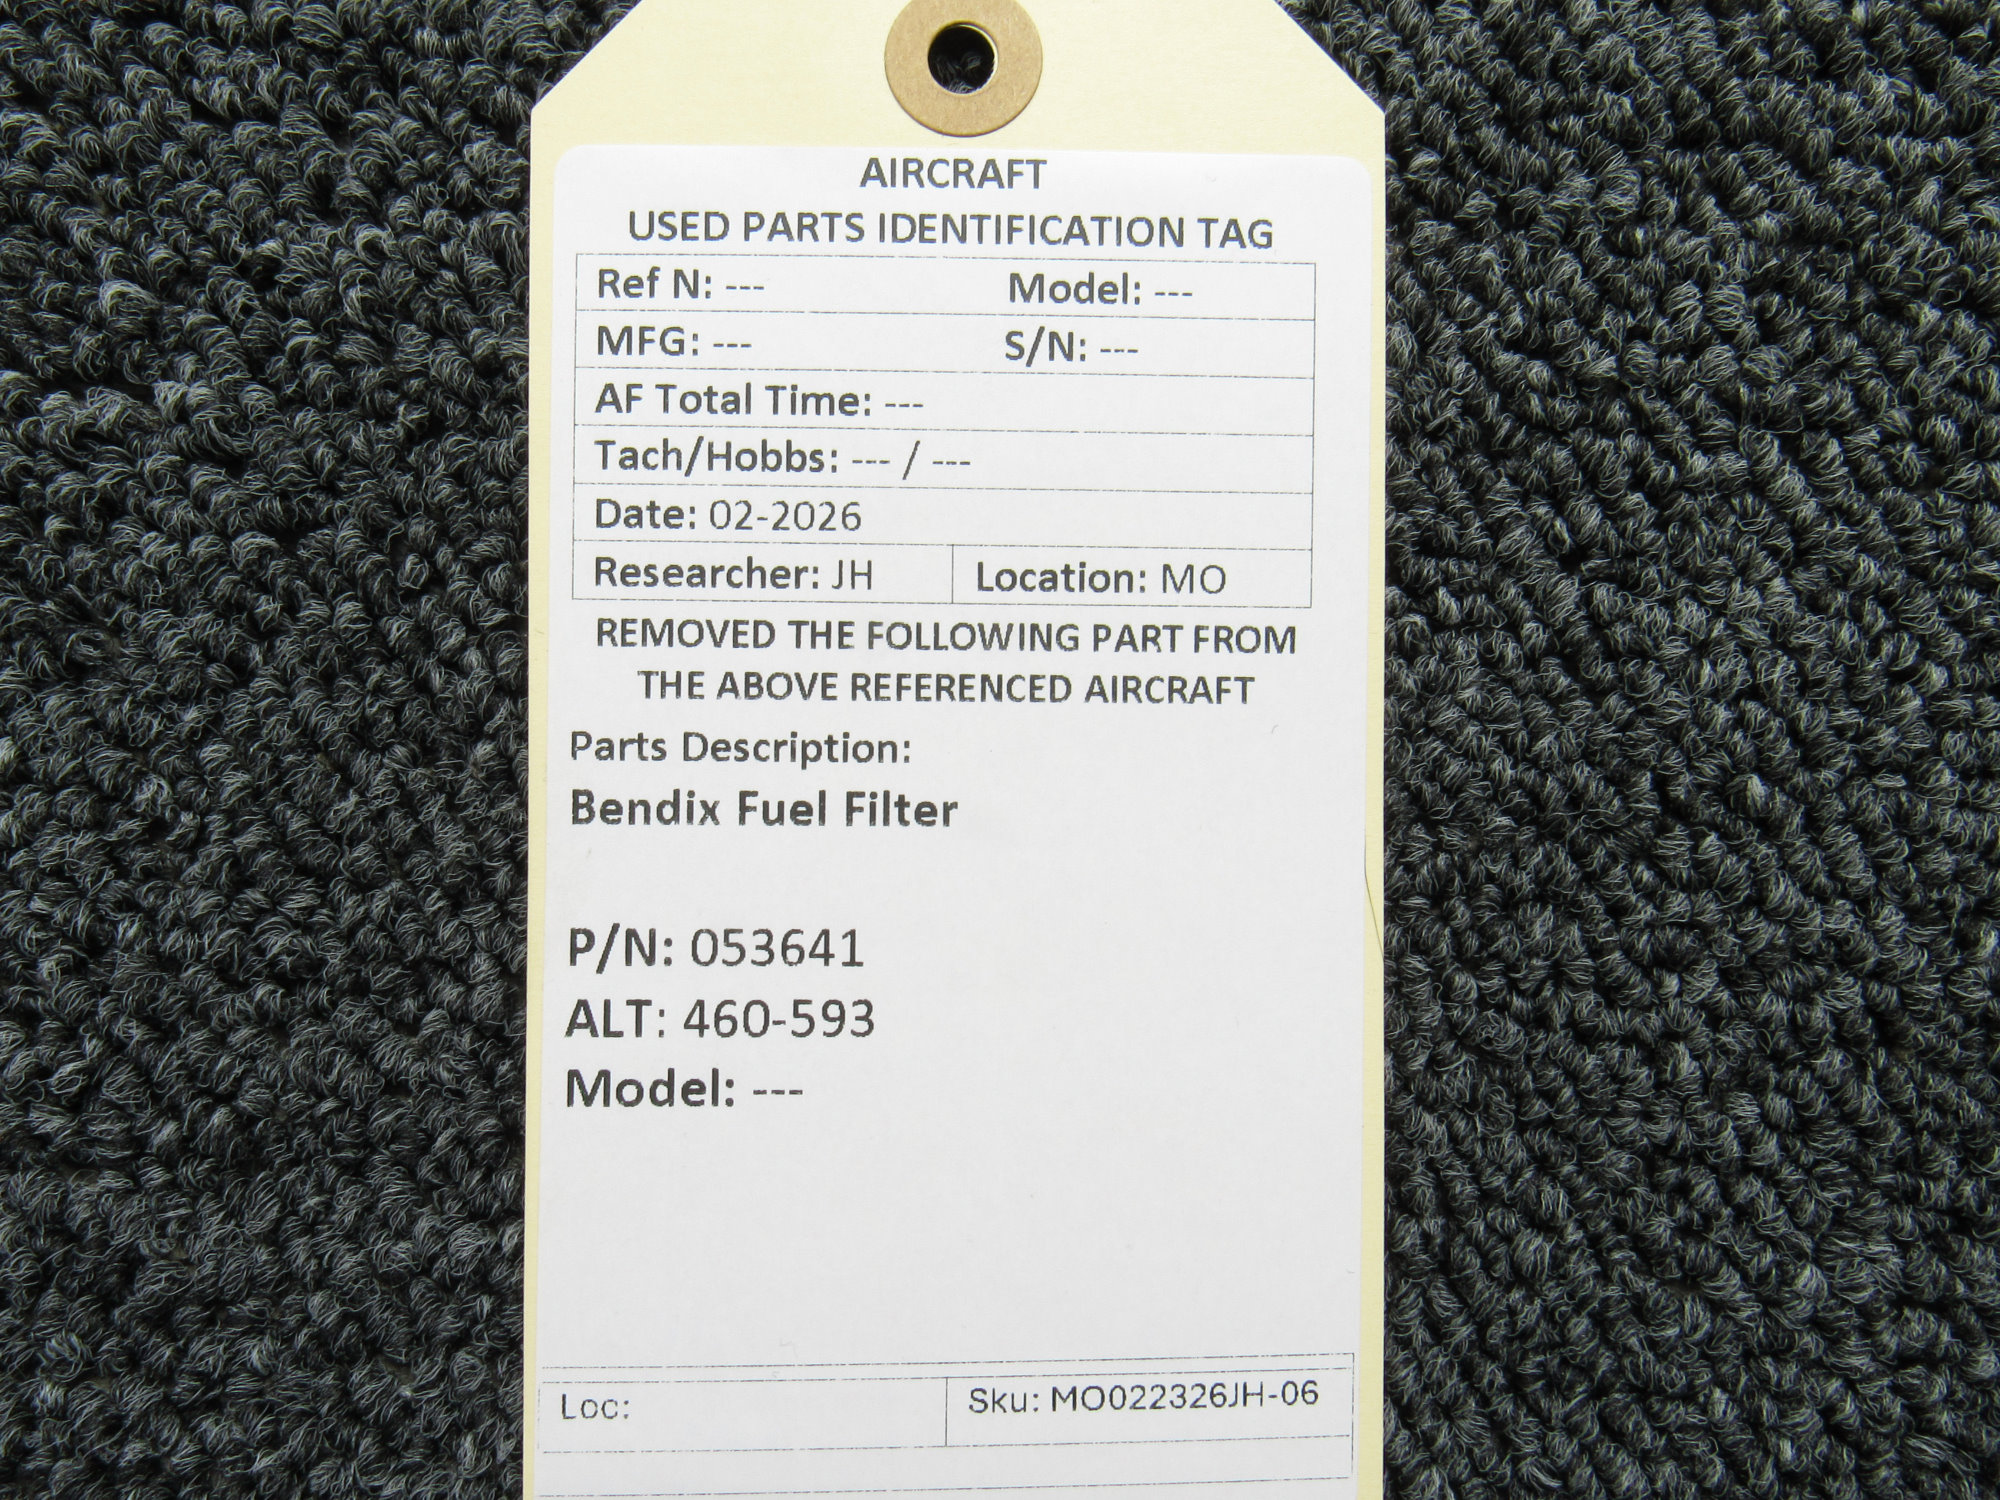 AIRCRAFT
USED PARTS IDENTIFICATION TAG
Ref N: --- Model: ---
MFG: --- S/N: ---
AF Total Time: ---
Tach/Hobbs: --- / ---
Date: 02-2026
Researcher: JH Location: MO
REMOVED THE FOLLOWING PART FROM
THE ABOVE REFERENCED AIRCRAFT
Parts Description:
Bendix Fuel Filter
P/N: 053641
ALT: 460-593
Model: ---
Loc: Sku: MO022326JH-06